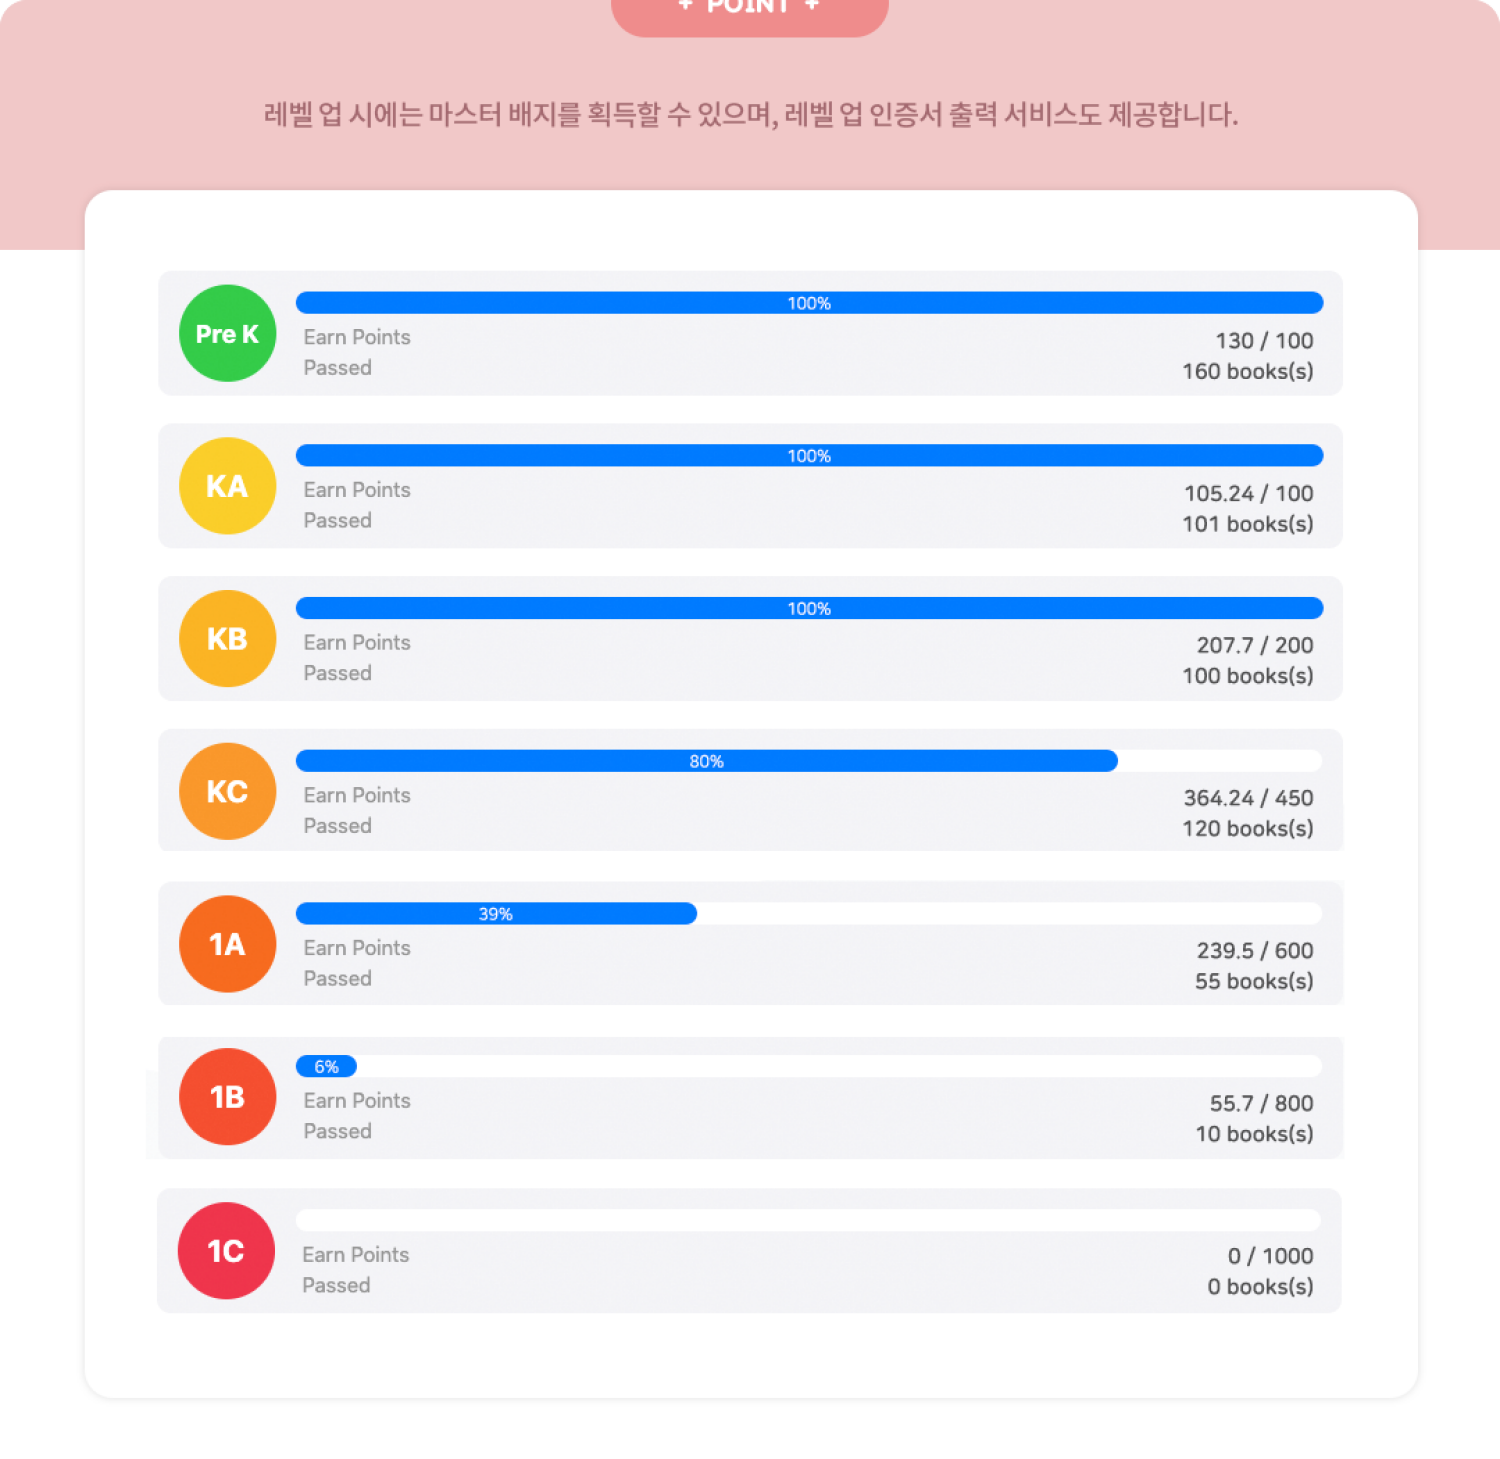 + POINT +
레벨 업 시에는 마스터 배지를 획득할 수 있으며, 레벨 업 인증서 출력 서비스도 제공합니다.
Pre K
100%
Earn Points 130 / 100
Passed 160 books(s)
KA
100%
Earn Points 105.24 / 100
Passed 101 books(s)
KB
100%
Earn Points 207.7 / 200
Passed 100 books(s)
KC
80%
Earn Points 364.24 / 450
Passed 120 books(s)
1A
39%
Earn Points 239.5 / 600
Passed 55 books(s)
1B
6%
Earn Points 55.7 / 800
Passed 10 books(s)
1C
Earn Points 0 / 1000
Passed 0 books(s)